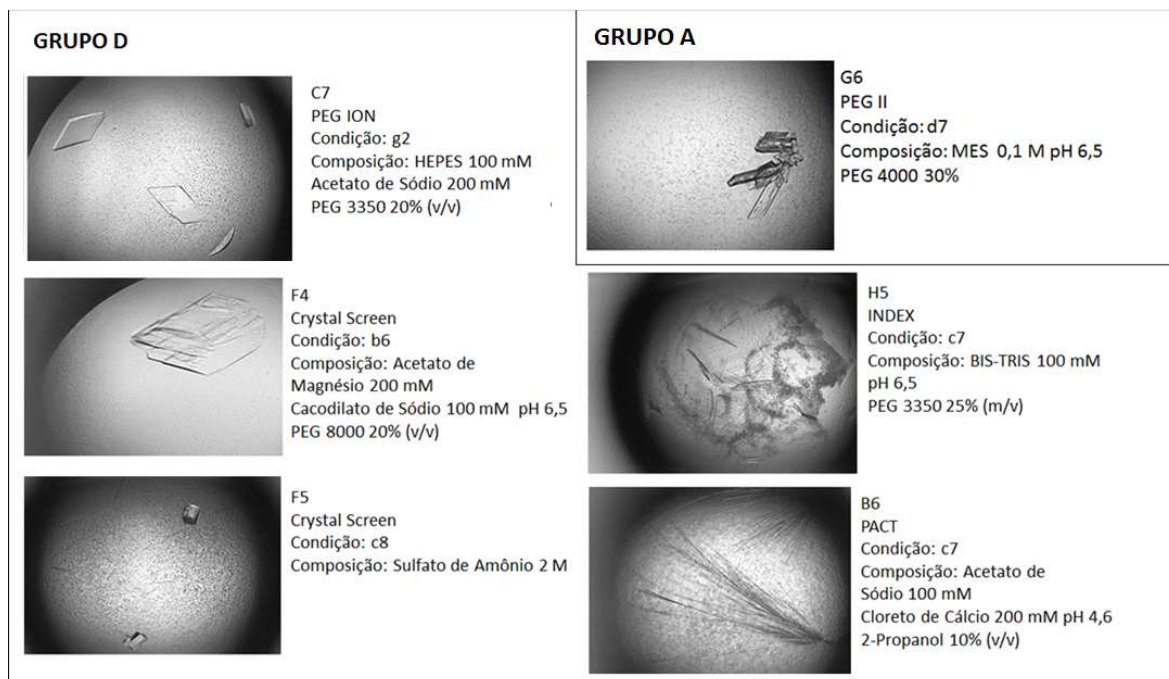 GRUPO D
C7
PEG ION
Condição: g2
Composição: HEPES 100 mM
Acetato de Sódio 200 mM
PEG 3350 20% (v/v)
F4
Crystal Screen
Condição: b6
Composição: Acetato de
Magnésio 200 mM
Cacodilato de Sódio 100 mM pH 6,5
PEG 8000 20% (v/v)
F5
Crystal Screen
Condição: c8
Composição: Sulfato de Amônio 2 M
GRUPO A
G6
PEG II
Condição: d7
Composição: MES 0,1 M pH 6,5
PEG 4000 30%
H5
INDEX
Condição: c7
Composição: BIS-TRIS 100 mM
pH 6,5
PEG 3350 25% (m/v)
B6
PACT
Condição: c7
Composição: Acetato de
Sódio 100 mM
Cloreto de Cálcio 200 mM pH 4,6
2-Propanol 10% (v/v)